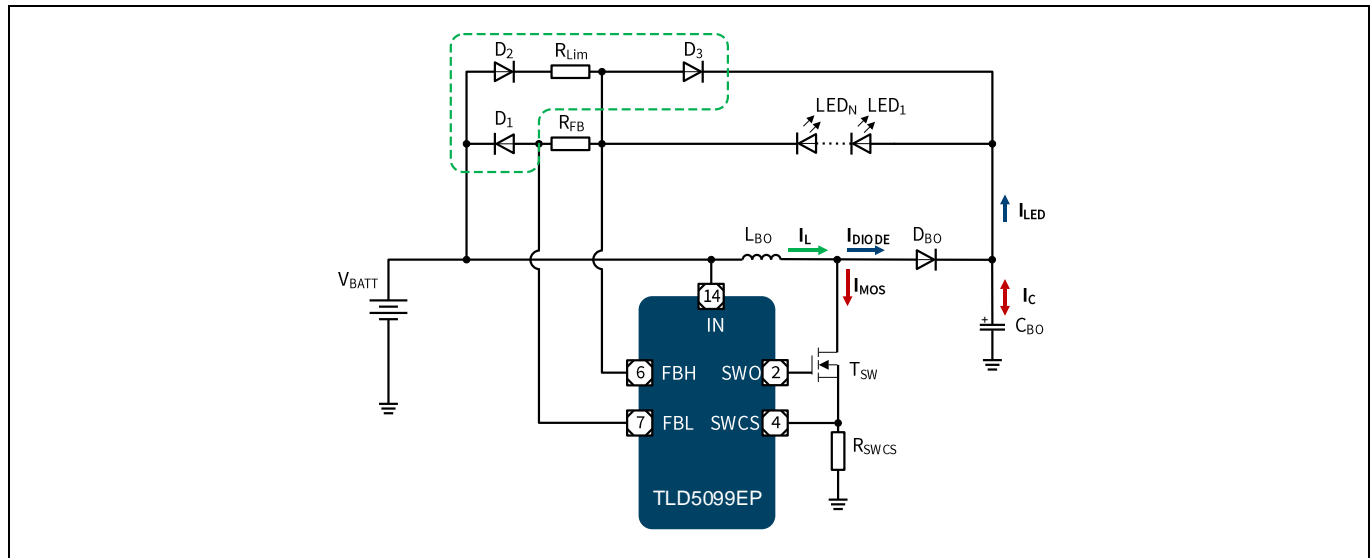 D2 RLim D3
D1 RFB LEDN LED1
ILED
LBO IL IDIODE DBO
VBATT
14
IMOS
IC
IN
+
CBO
6 FBH SWO 2
TSW
7 FBL SWCS 4
RSWCS
TLD5099EP